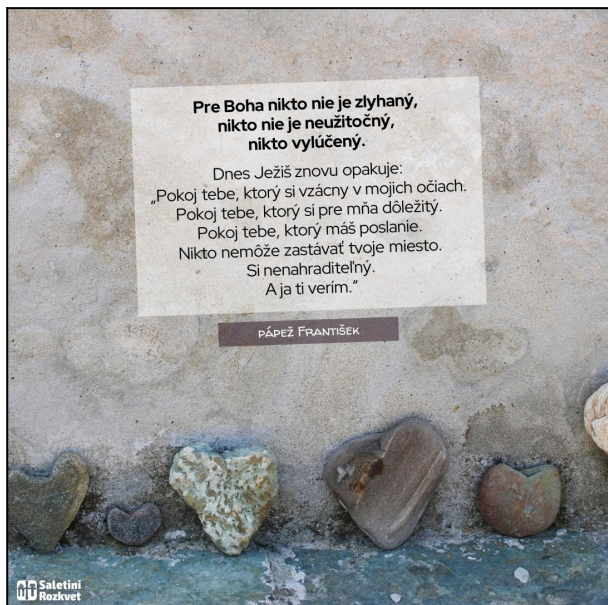 Pre Boha nikto nie je zlyhaný,
nikto nie je neužitočný,
nikto vylúčený.
Dnes Ježiš znovu opakuje:
„Pokoj tebe, ktorý si vzácny v mojich očiach.
Pokoj tebe, ktorý si pre mňa dôležitý.
Pokoj tebe, ktorý máš poslanie.
Nikto nemôže zastávať tvoje miesto.
Si nenahraditeľný.
A ja ti verím.“
PÁPEŽ FRANTIŠEK
Saletini
Rozkvet